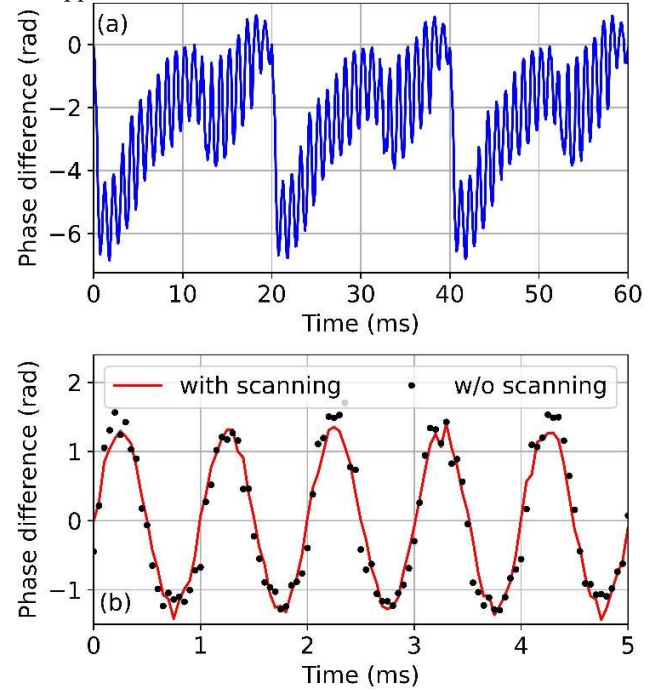 (a)
Phase difference (rad)
0
−2
−4
−6
0 10 20 30 40 50 60
Time (ms)
with scanning w/o scanning
Phase difference (rad)
2
1
0
−1
(b)
0 1 2 3 4 5
Time (ms)